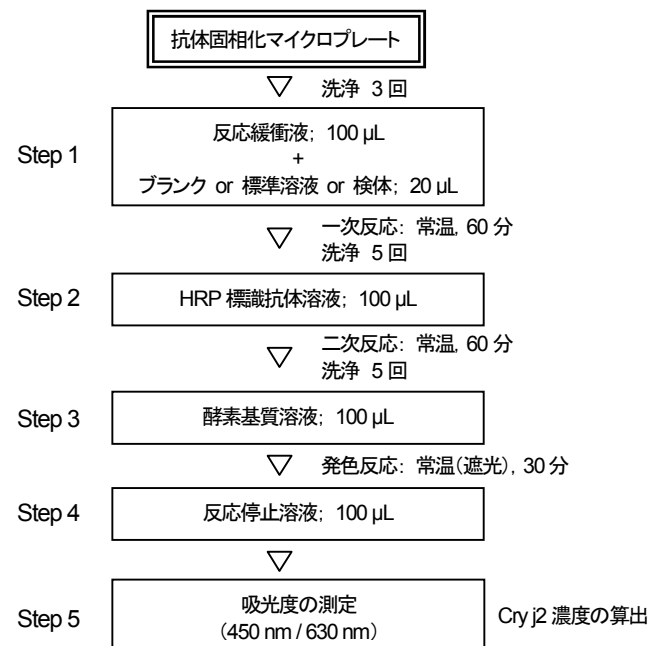 抗体固相化マイクロプレート
▽ 洗浄 3 回
Step 1
反応緩衝液; 100 µL
+
ブランク or 標準溶液 or 検体; 20 µL
▽ 一次反応: 常温, 60 分
洗浄 5 回
Step 2
HRP 標識抗体溶液; 100 µL
▽ 二次反応: 常温, 60 分
洗浄 5 回
Step 3
酵素基質溶液; 100 µL
▽ 発色反応: 常温(遮光), 30 分
Step 4
反応停止溶液; 100 µL
▽
Step 5
吸光度の測定
(450 nm / 630 nm)
Cry j2 濃度の算出